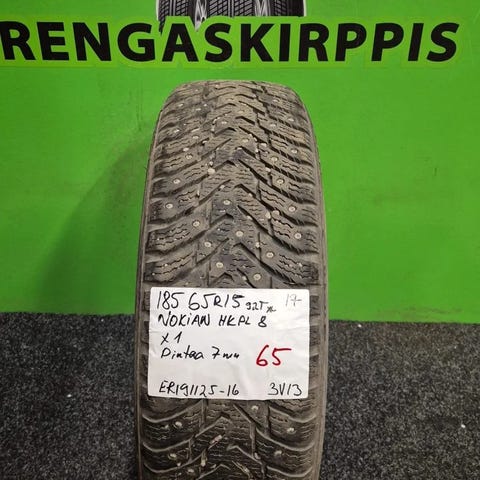 RENGASKIRPPIS
185 65R15 92T XL 17-
NOKIAN HKPL 8
x1
Pintaa 7mm 65
ER191125-16 3V13